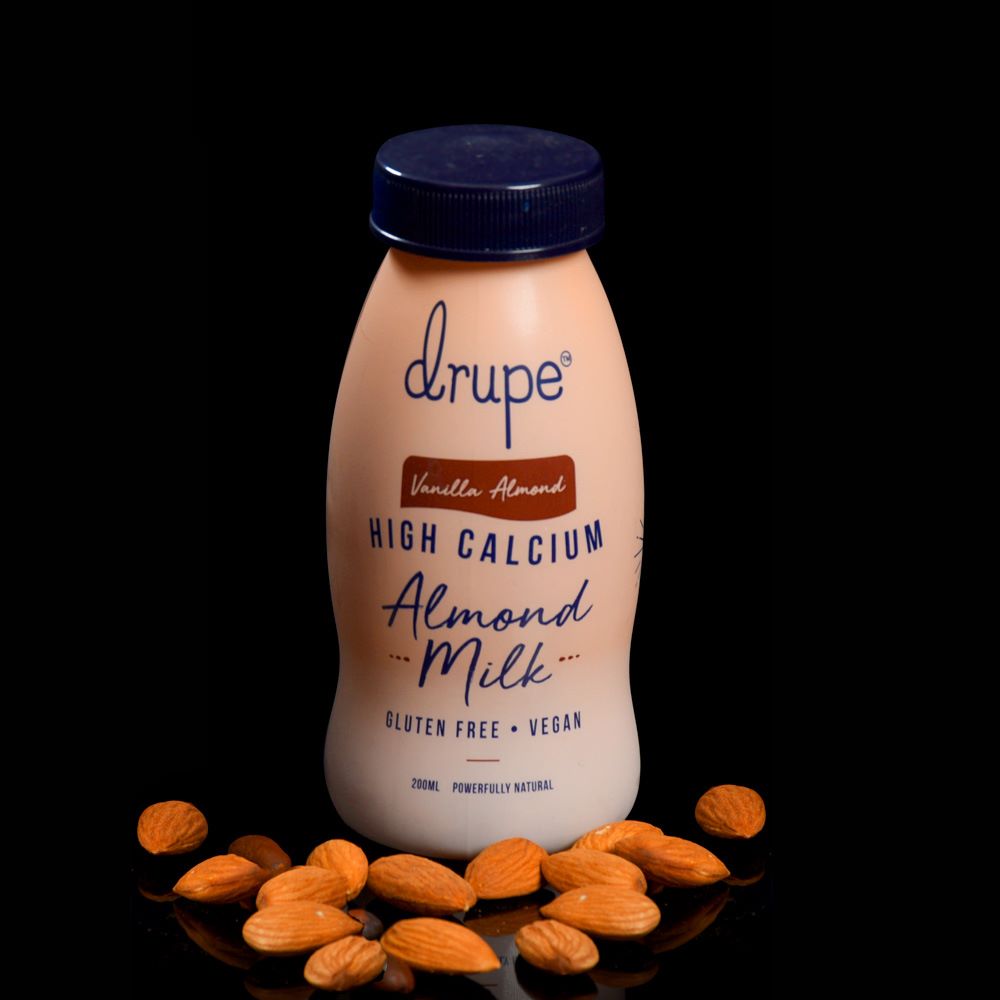 drupe™
Vanilla Almond
HIGH CALCIUM
Almond
Milk
GLUTEN FREE • VEGAN
200ML POWERFULLY NATURAL